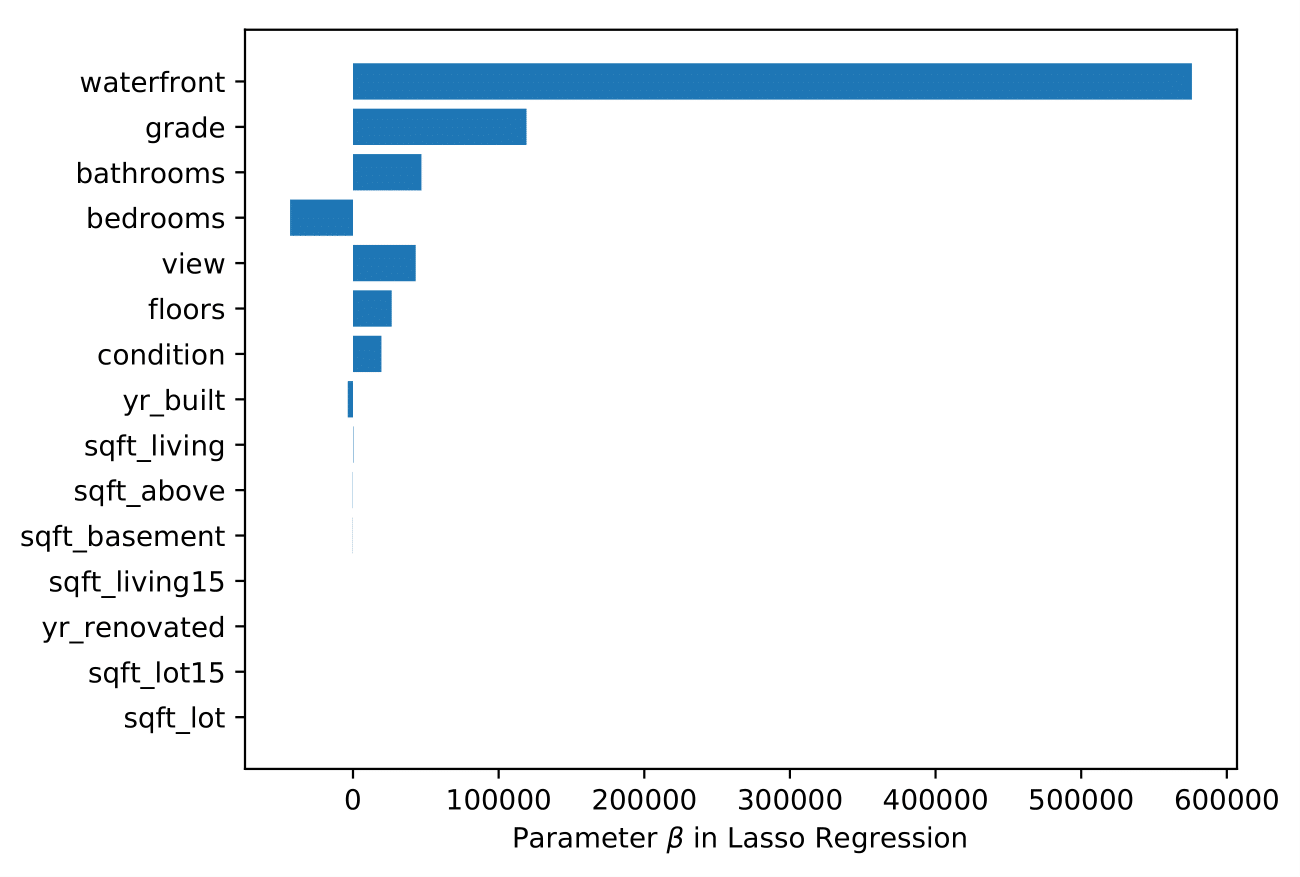 waterfront
grade
bathrooms
bedrooms
view
floors
condition
yr_built
sqft_living
sqft_above
sqft_basement
sqft_living15
yr_renovated
sqft_lot15
sqft_lot
0 100000 200000 300000 400000 500000 600000
Parameter β in Lasso Regression